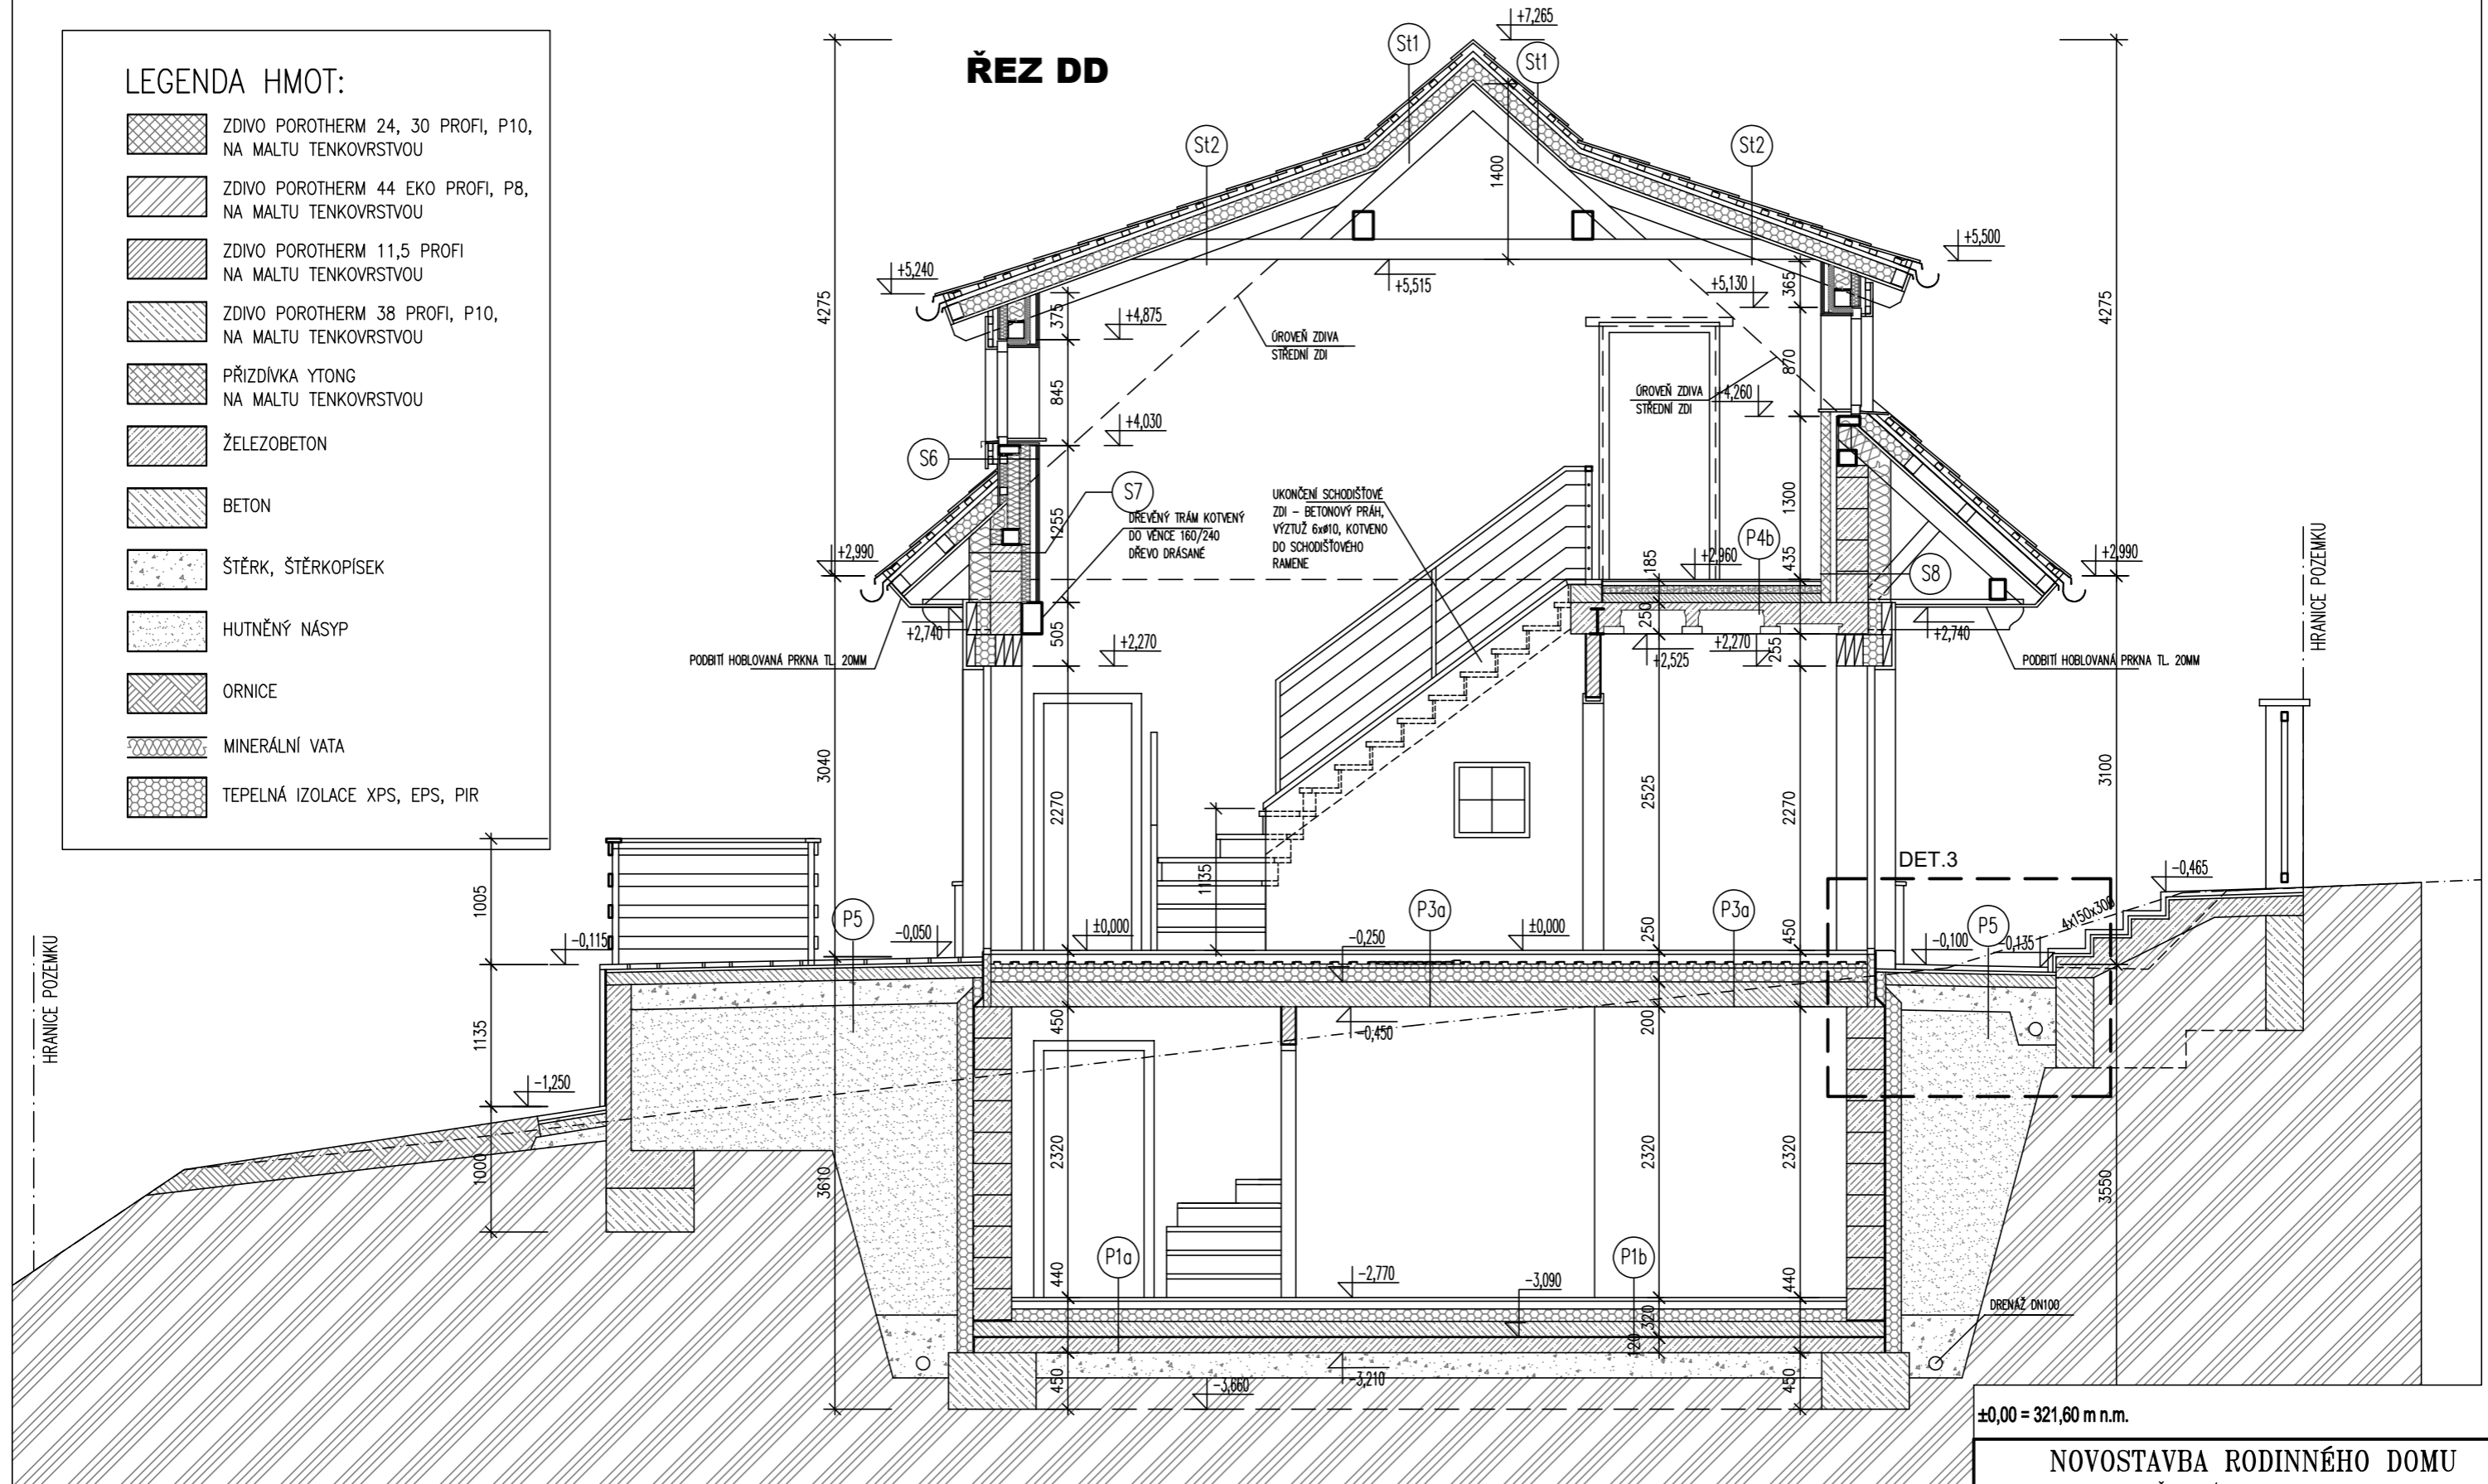 ŘEZ DD
LEGENDA HMOT:
ZDIVO POROTHERM 24, 30 PROFI, P10,
NA MALTU TENKOVRSTVOU
ZDIVO POROTHERM 44 EKO PROFI, P8,
NA MALTU TENKOVRSTVOU
ZDIVO POROTHERM 11,5 PROFI
NA MALTU TENKOVRSTVOU
ZDIVO POROTHERM 38 PROFI, P10,
NA MALTU TENKOVRSTVOU
PŘIZDÍVKA YTONG
NA MALTU TENKOVRSTVOU
ŽELEZOBETON
BETON
ŠTĚRK, ŠTĚRKOPÍSEK
HUTNĚNÝ NÁSYP
ORNICE
MINERÁLNÍ VATA
TEPELNÁ IZOLACE XPS, EPS, PIR
+7,265
St1
St1
St2
St2
1400
+5,500
+5,240
+5,515
+5,130
365
4275
4275
375
+4,875
ÚROVEŇ ZDIVA
STŘEDNÍ ZDI
870
845
ÚROVEŇ ZDIVA
STŘEDNÍ ZDI
4,260
+4,030
S6
S7
DŘEVĚNÝ TRÁM KOTVENÝ
DO VĚNCE 160/240
DŘEVO DRÁSANÉ
UKONČENÍ SCHODIŠŤOVÉ
ZDI – BETONOVÝ PRÁH,
VÝZTUŽ 6xø10, KOTVENO
DO SCHODIŠŤOVÉHO
RAMENE
1255
1300
P4b
+2,990
+2,960
185
435
S8
+2,990
HRANICE POZEMKU
+2,740
505
+2,270
250
+2,525
+2,270
255
+2,740
PODBITÍ HOBLOVANÁ PRKNA TL. 20MM
PODBITÍ HOBLOVANÁ PRKNA TL. 20MM
3040
2270
2525
2270
3100
DET.3
1135
-0,465
1005
P5
P3a
P3a
P5
4x150x300
-0,115
-0,050
±0,000
-0,250
±0,000
250
450
-0,100
-0,135
HRANICE POZEMKU
1135
450
-0,450
200
-1,250
1000
3610
2320
2320
2320
3550
P1a
P1b
440
-2,770
-3,090
440
320
DRENÁŽ DN100
120
450
-3,660
-3,210
450
±0,00 = 321,60 m n.m.
NOVOSTAVBA RODINNÉHO DOMU